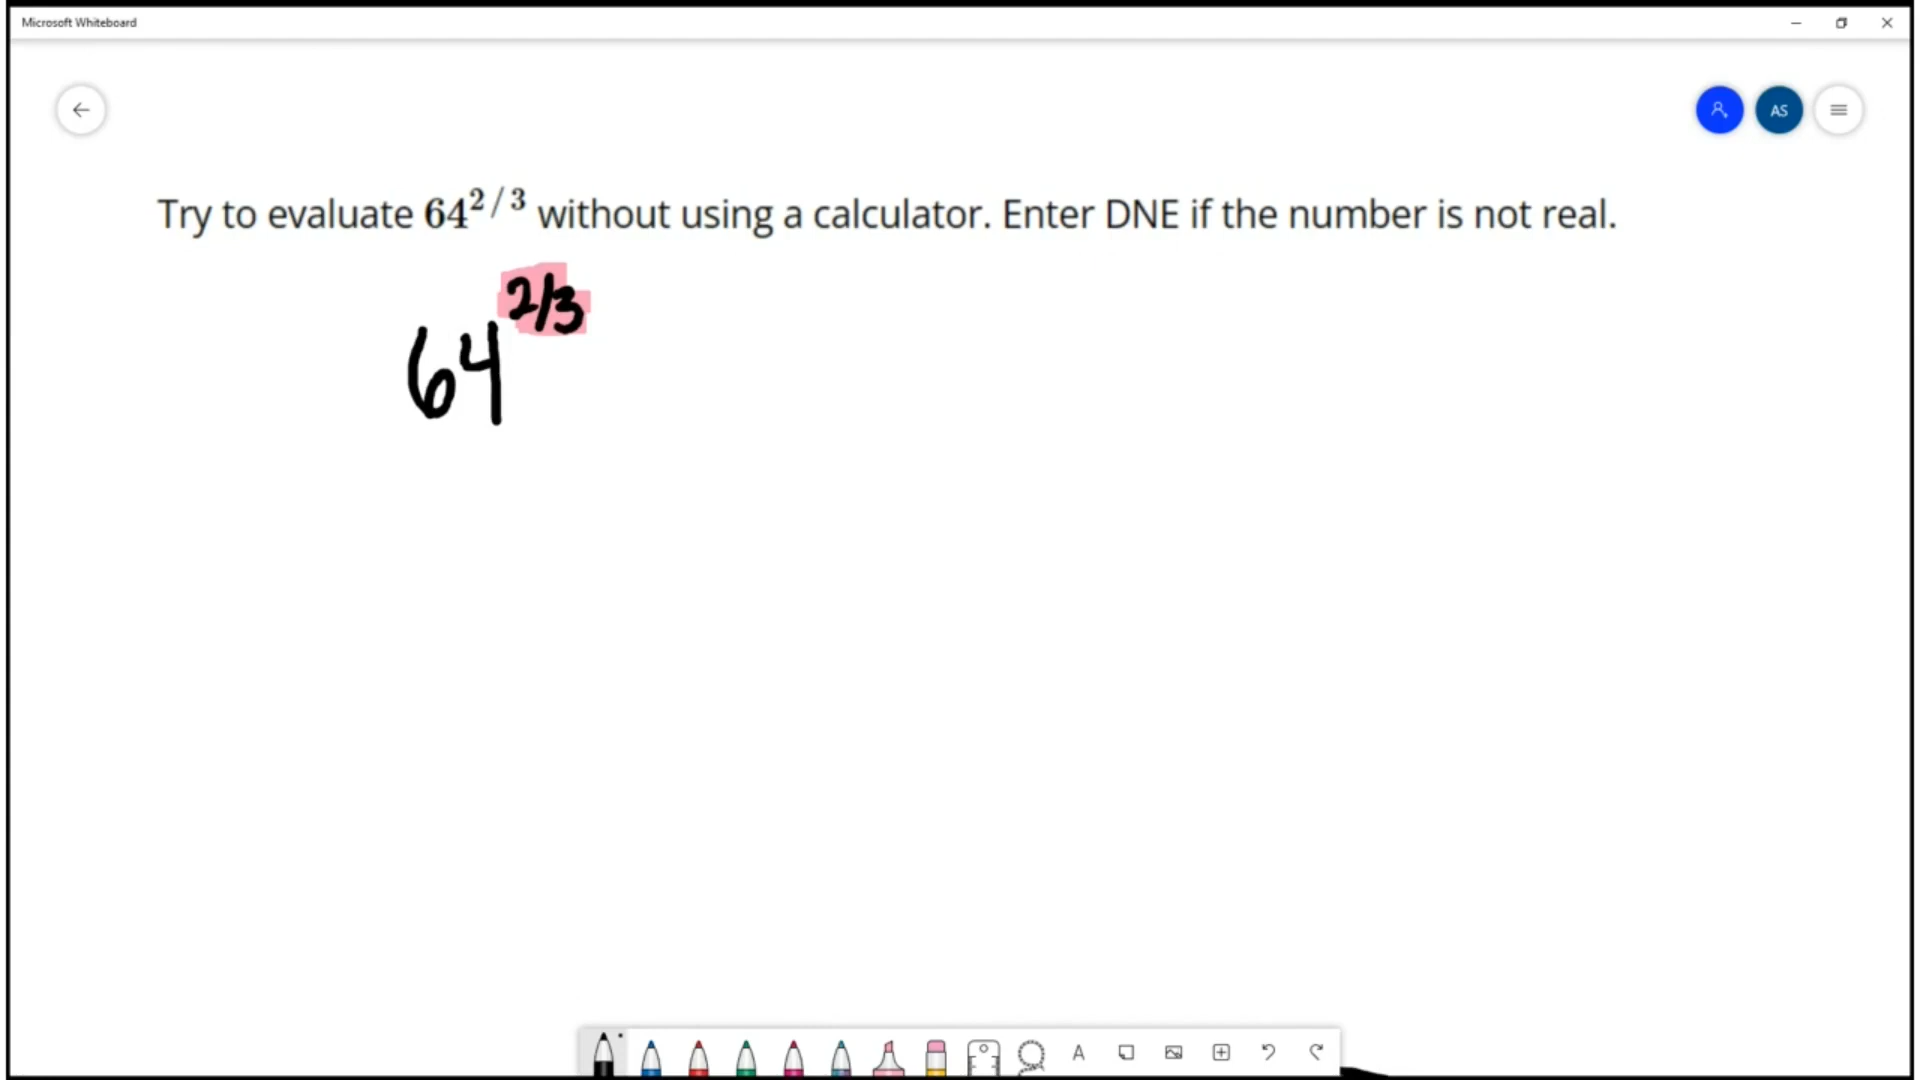 Microsoft Whiteboard
AS
Try to evaluate 64^{2/3} without using a calculator. Enter DNE if the number is not real.
64^{2/3}
A